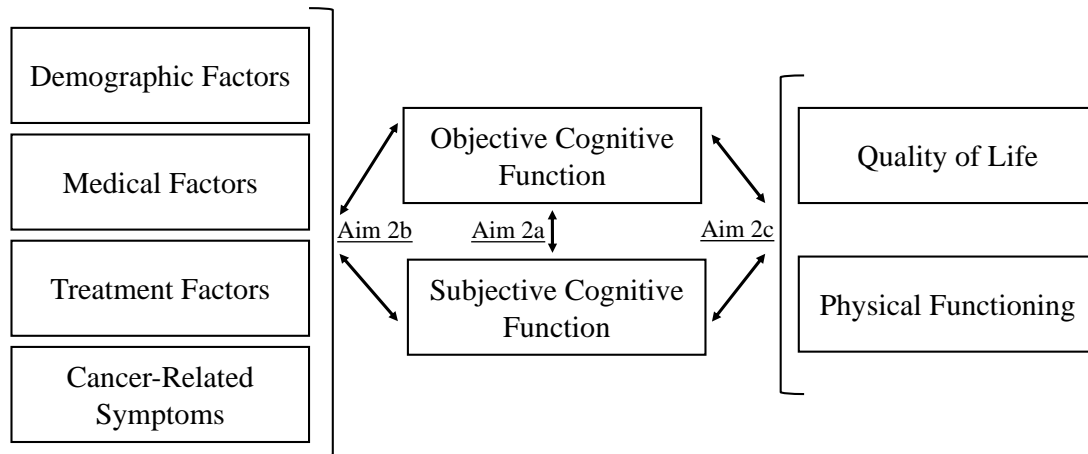 Demographic Factors
Medical Factors
Treatment Factors
Cancer-Related
Symptoms
Aim 2b
Objective Cognitive
Function
Aim 2a
Subjective Cognitive
Function
Aim 2c
Quality of Life
Physical Functioning